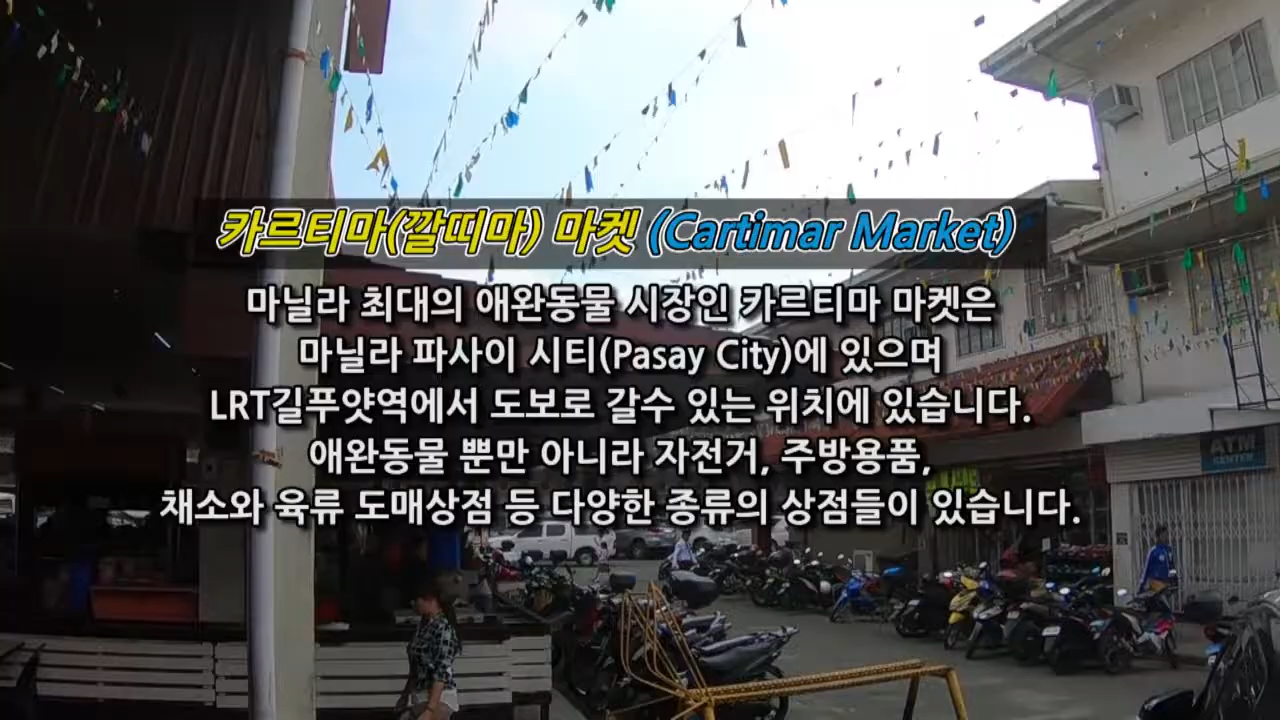 카르티마(깔띠마) 마켓 (Cartimar Market)
마닐라 최대의 애완동물 시장인 카르티마 마켓은
마닐라 파사이 시티(Pasay City)에 있으며
LRT길푸얏역에서 도보로 갈수 있는 위치에 있습니다.
애완동물 뿐만 아니라 자전거, 주방용품,
채소와 육류 도매상점 등 다양한 종류의 상점들이 있습니다.
ATM
CENTER